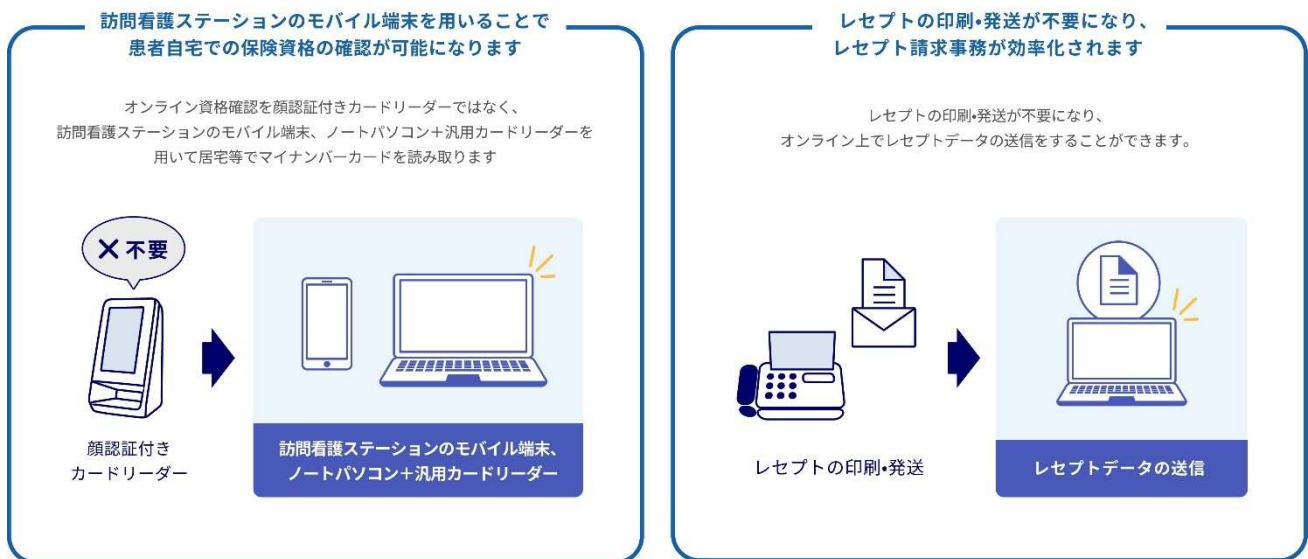 訪問看護ステーションのモバイル端末を用いることで
患者自宅での保険資格の確認が可能になります
オンライン資格確認を顔認証付きカードリーダーではなく、
訪問看護ステーションのモバイル端末、ノートパソコン＋汎用カードリーダーを
用いて居宅等でマイナンバーカードを読み取ります
✕不要
顔認証付き
カードリーダー
訪問看護ステーションのモバイル端末、
ノートパソコン＋汎用カードリーダー
レセプトの印刷•発送が不要になり、
レセプト請求事務が効率化されます
レセプトの印刷•発送が不要になり、
オンライン上でレセプトデータの送信をすることができます。
レセプトの印刷•発送
レセプトデータの送信